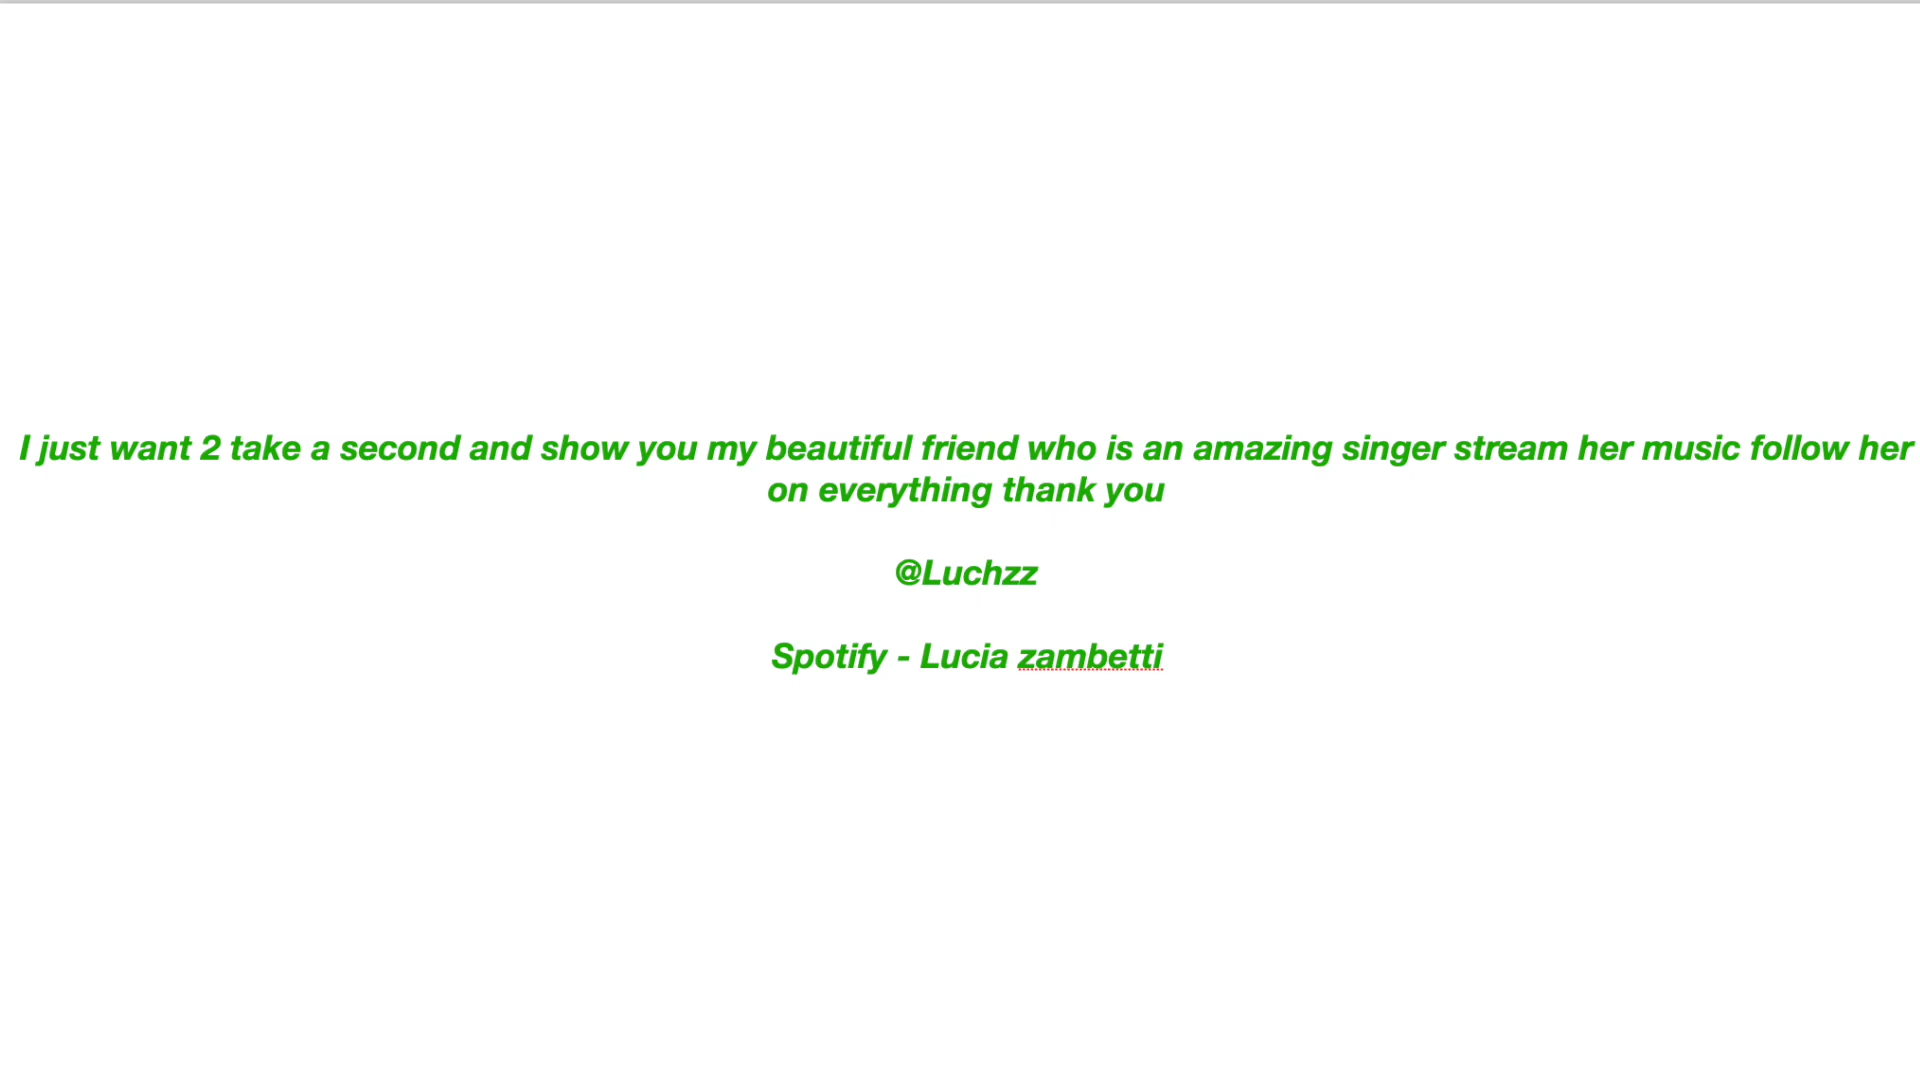 I just want 2 take a second and show you my beautiful friend who is an amazing singer stream her music follow her
on everything thank you
@Luchzz
Spotify - Lucia zambetti